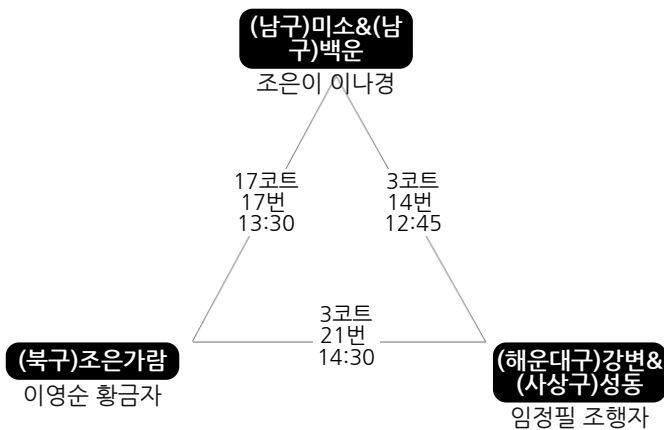 (남구)미소&(남
구)백운
조은이 이나경
17코트
17번
13:30
3코트
14번
12:45
3코트
21번
14:30
(북구)조은가람
이영순 황금자
(해운대구)강변&
(사상구)성동
임정필 조행자